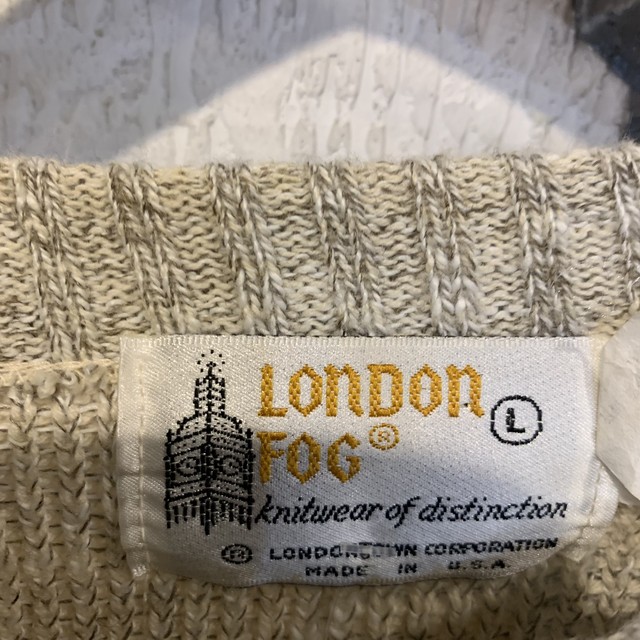 LONDON
FOG®
L
knitwear of distinction
© CORPORATION
MADE IN U.S.A